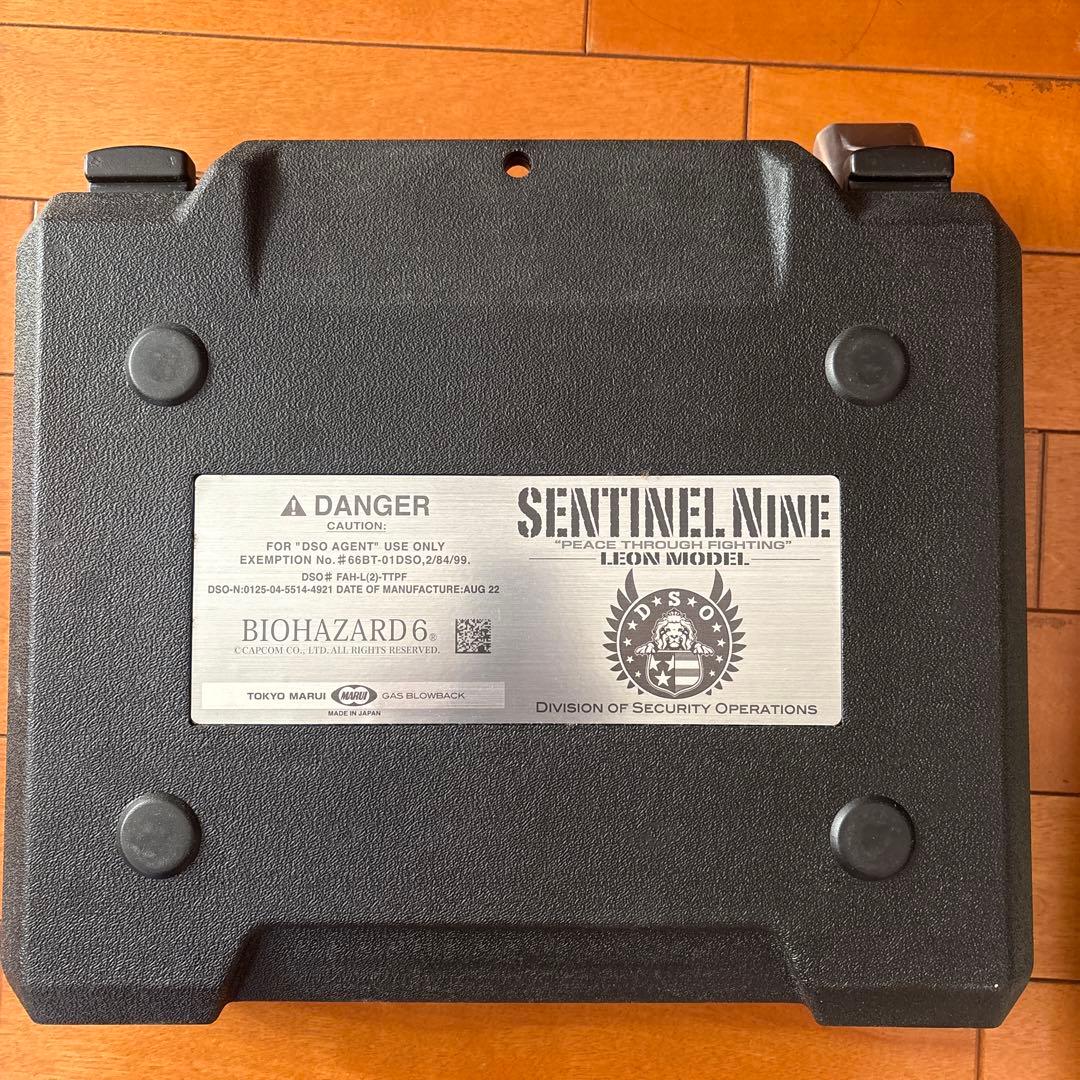 DANGER
CAUTION:
FOR "DSO AGENT" USE ONLY
EXEMPTION No.#66BT-01DSO,2/84/99.
DSO# FAH-L(2)-TTPF
DSO-N:0125-04-5514-4921 DATE OF MANUFACTURE:AUG 22
BIOHAZARD 6®
©CAPCOM CO., LTD. ALL RIGHTS RESERVED.
TOKYO MARUI MARUI GAS BLOWBACK
MADE IN JAPAN
SENTINEL NINE
"PEACE THROUGH FIGHTING"
LEON MODEL
D★S★O
DIVISION OF SECURITY OPERATIONS